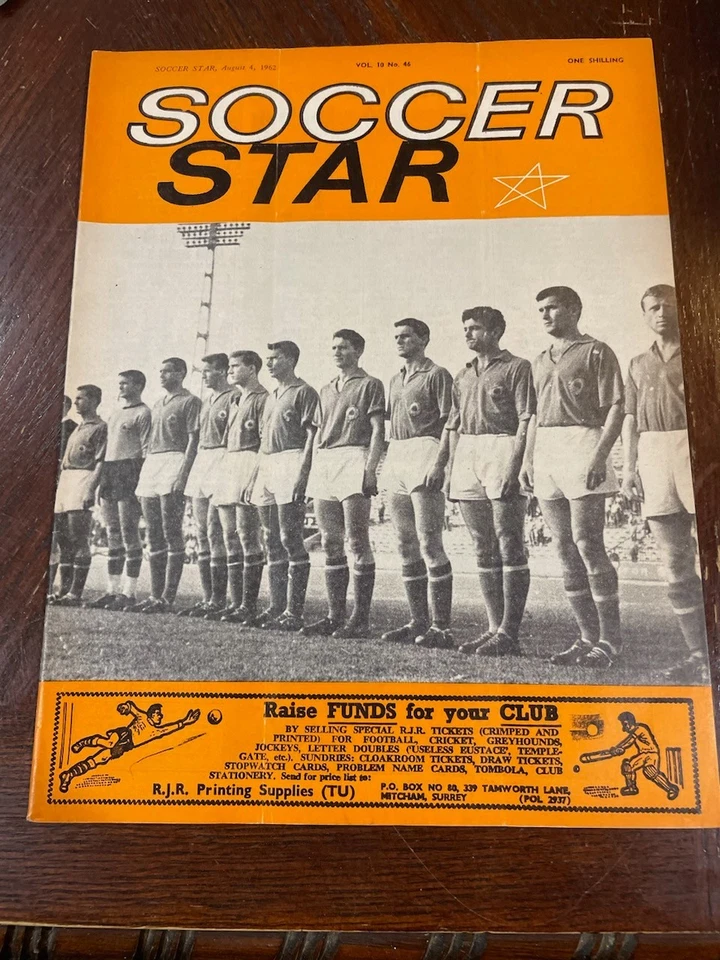 SOCCER STAR, August 4, 1962
VOL. 10 No. 46
ONE SHILLING
SOCCER
STAR
Raise FUNDS for your CLUB
BY SELLING SPECIAL R.J.R. TICKETS (CRIMPED AND
PRINTED) FOR FOOTBALL, CRICKET, GREYHOUNDS,
JOCKEYS, LETTER DOUBLES ('USELESS EUSTACE', TEMPLE-
GATE, etc.). SUNDRIES: CLOAKROOM TICKETS, DRAW TICKETS,
STOPWATCH CARDS, PROBLEM NAME CARDS, TOMBOLA, CLUB
STATIONERY. Send for price list to:
R.J.R. Printing Supplies (TU)
P.O. BOX NO 80, 339 TAMWORTH LANE,
MITCHAM, SURREY (POL 2937)